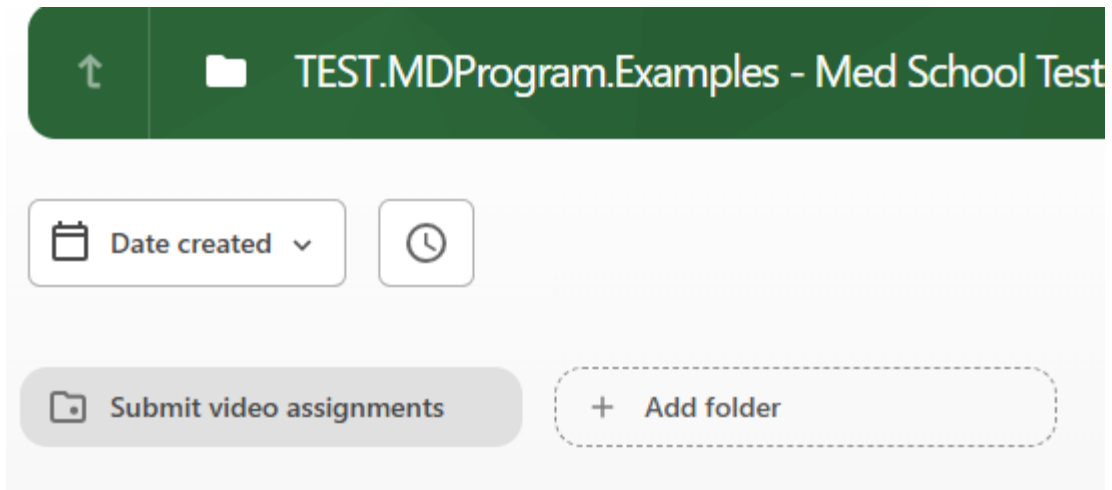 TEST.MDProgram.Examples - Med School Test
Date created
Submit video assignments
+ Add folder